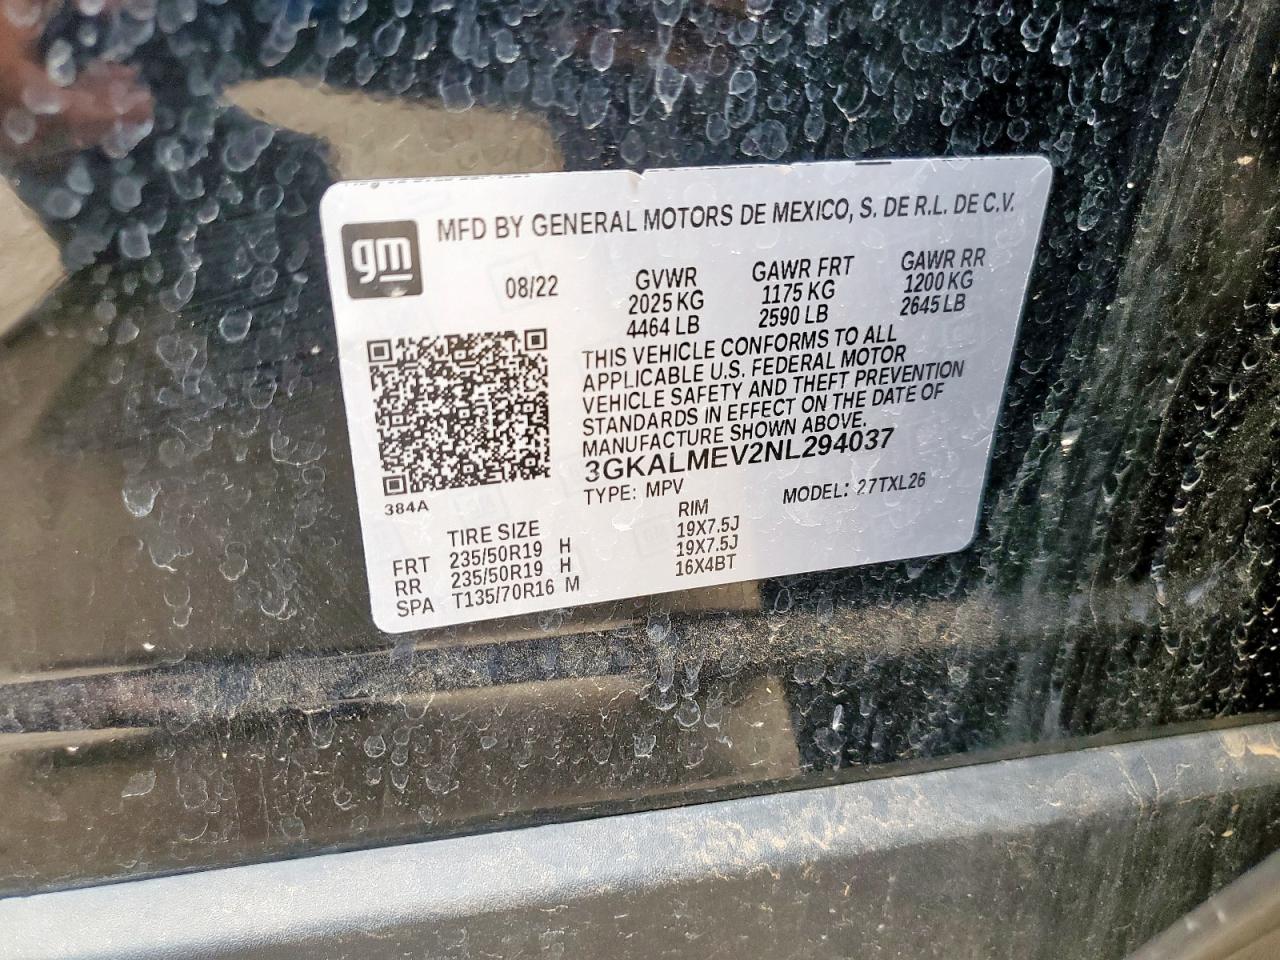 gm
MFD BY GENERAL MOTORS DE MEXICO, S. DE R.L. DE C.V.
08/22
GVWR
2025 KG
4464 LB
GAWR FRT
1175 KG
2590 LB
GAWR RR
1200 KG
2645 LB
THIS VEHICLE CONFORMS TO ALL
APPLICABLE U.S. FEDERAL MOTOR
VEHICLE SAFETY AND THEFT PREVENTION
STANDARDS IN EFFECT ON THE DATE OF
MANUFACTURE SHOWN ABOVE.
3GKALMEV2NL294037
TYPE: MPV
MODEL: 27TXL26
384A
TIRE SIZE RIM
FRT 235/50R19 H 19X7.5J
RR 235/50R19 H 19X7.5J
SPA T135/70R16 M 16X4BT